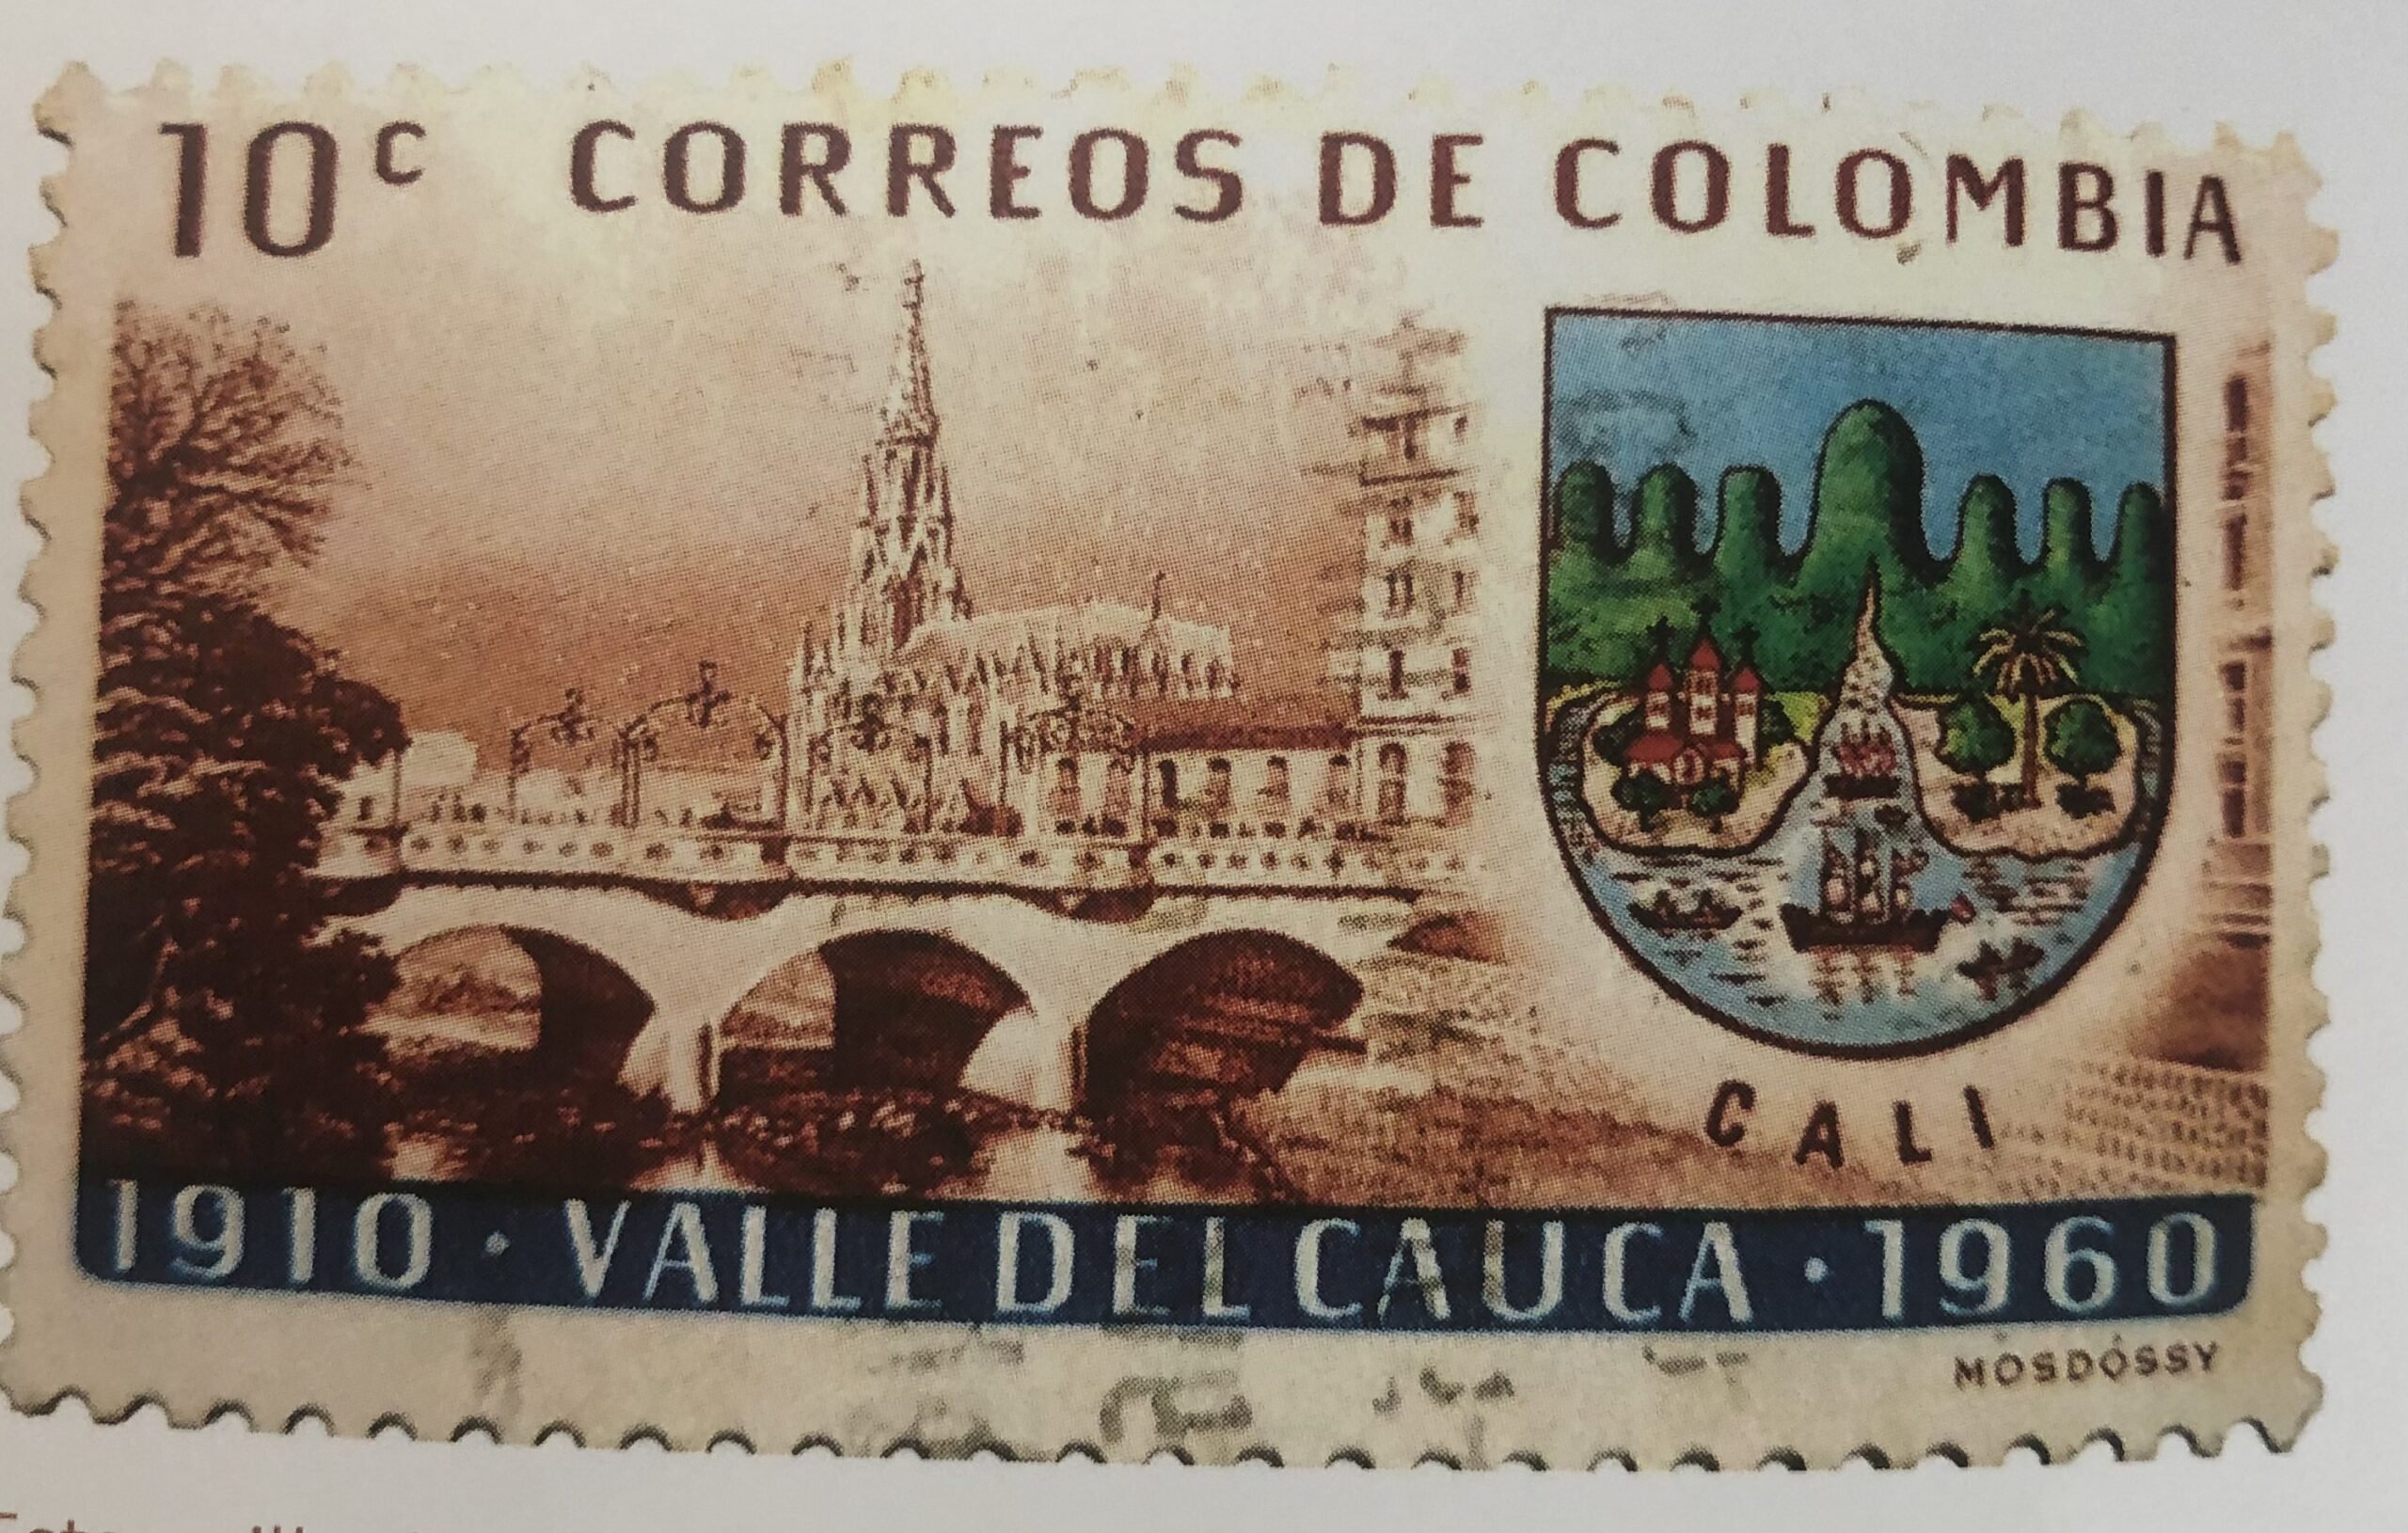 10c CORREOS DE COLOMBIA
CALI
1910 · VALLE DEL CAUCA · 1960
MOSDÓSSY